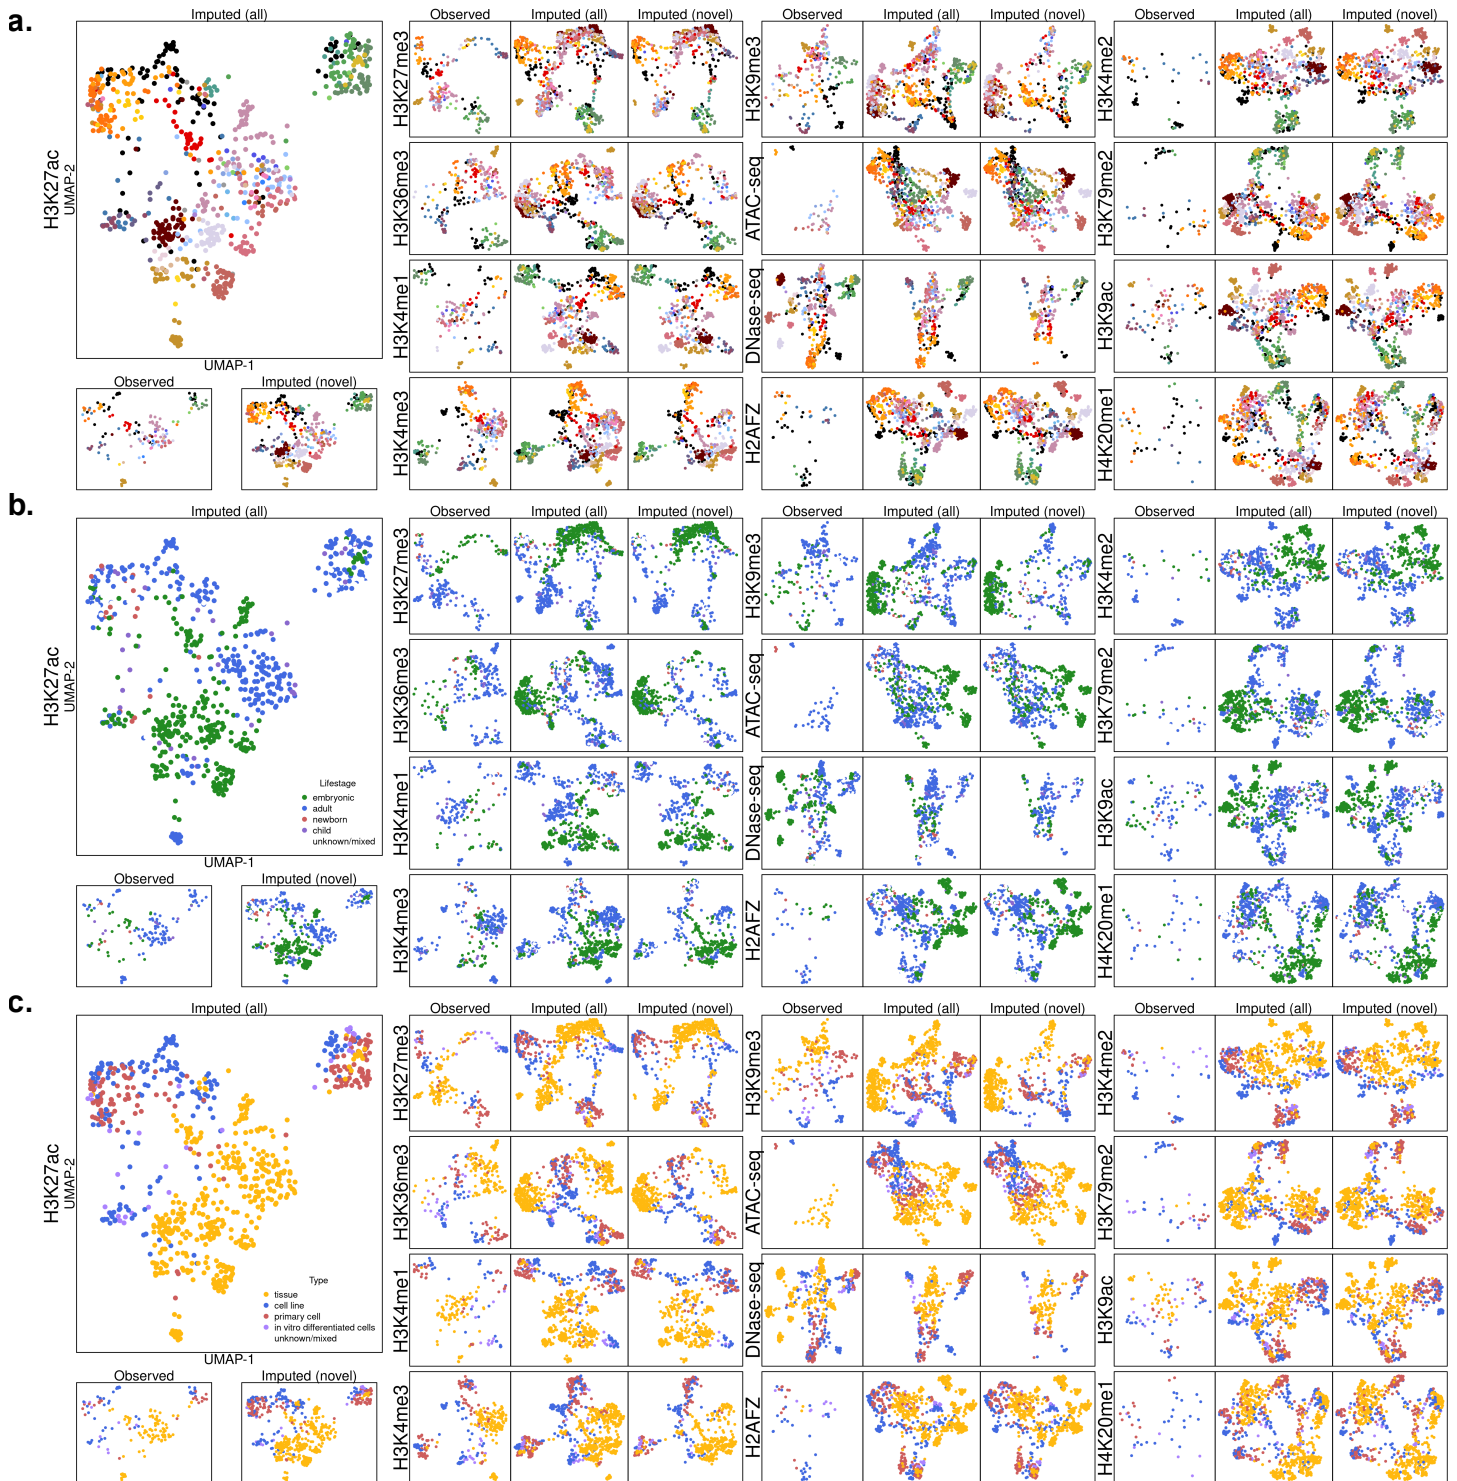 a.
Imputed (all)
H3K27ac
UMAP-2
UMAP-1
Observed
Imputed (novel)
Observed
Imputed (all)
Imputed (novel)
H3K27me3
H3K36me3
H3K4me1
H3K4me3
Observed
Imputed (all)
Imputed (novel)
H3K9me3
ATAC-seq
DNase-seq
H2AFZ
Observed
Imputed (all)
Imputed (novel)
H3K4me2
H3K79me2
H3K9ac
H4K20me1
b.
Imputed (all)
H3K27ac
UMAP-2
Lifestage
embryonic
adult
newborn
child
unknown/mixed
UMAP-1
Observed
Imputed (novel)
Observed
Imputed (all)
Imputed (novel)
H3K27me3
H3K36me3
H3K4me1
H3K4me3
Observed
Imputed (all)
Imputed (novel)
H3K9me3
ATAC-seq
DNase-seq
H2AFZ
Observed
Imputed (all)
Imputed (novel)
H3K4me2
H3K79me2
H3K9ac
H4K20me1
c.
Imputed (all)
H3K27ac
UMAP-2
Type
tissue
cell line
primary cell
in vitro differentiated cells
unknown/mixed
UMAP-1
Observed
Imputed (novel)
Observed
Imputed (all)
Imputed (novel)
H3K27me3
H3K36me3
H3K4me1
H3K4me3
Observed
Imputed (all)
Imputed (novel)
H3K9me3
ATAC-seq
DNase-seq
H2AFZ
Observed
Imputed (all)
Imputed (novel)
H3K4me2
H3K79me2
H3K9ac
H4K20me1